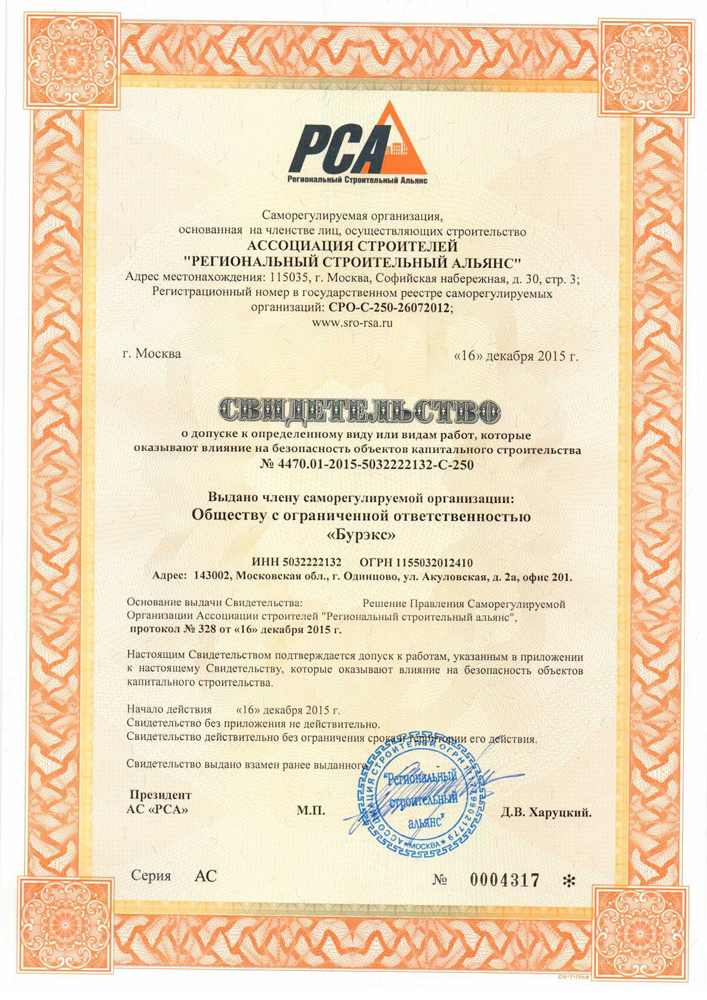 РСА
Региональный Строительный Альянс
Саморегулируемая организация,
основанная на членстве лиц, осуществляющих строительство
АССОЦИАЦИЯ СТРОИТЕЛЕЙ
"РЕГИОНАЛЬНЫЙ СТРОИТЕЛЬНЫЙ АЛЬЯНС"
Адрес местонахождения: 115035, г. Москва, Софийская набережная, д. 30, стр. 3;
Регистрационный номер в государственном реестре саморегулируемых
организаций: СРО-С-250-26072012;
www.sro-rsa.ru
г. Москва «16» декабря 2015 г.
СВИДЕТЕЛЬСТВО
о допуске к определенному виду или видам работ, которые
оказывают влияние на безопасность объектов капитального строительства
№ 4470.01-2015-5032222132-С-250
Выдано члену саморегулируемой организации:
Обществу с ограниченной ответственностью
«Бурэкс»
ИНН 5032222132 ОГРН 1155032012410
Адрес: 143002, Московская обл., г. Одинцово, ул. Акуловская, д. 2а, офис 201.
Основание выдачи Свидетельства: Решение Правления Саморегулируемой
Организации Ассоциации строителей "Региональный строительный альянс",
протокол № 328 от «16» декабря 2015 г.
Настоящим Свидетельством подтверждается допуск к работам, указанным в приложении
к настоящему Свидетельству, которые оказывают влияние на безопасность объектов
капитального строительства.
Начало действия «16» декабря 2015 г.
Свидетельство без приложения не действительно.
Свидетельство действительно без ограничения срока и территории его действия.
Свидетельство выдано взамен ранее выданного -
Президент
АС «РСА» М.П. Д.В. Харуцкий.
АССОЦИАЦИЯ СТРОИТЕЛЕЙ ОГРН
"Региональный
строительный
альянс"
* МОСКВА *
Серия АС № 0004317 *